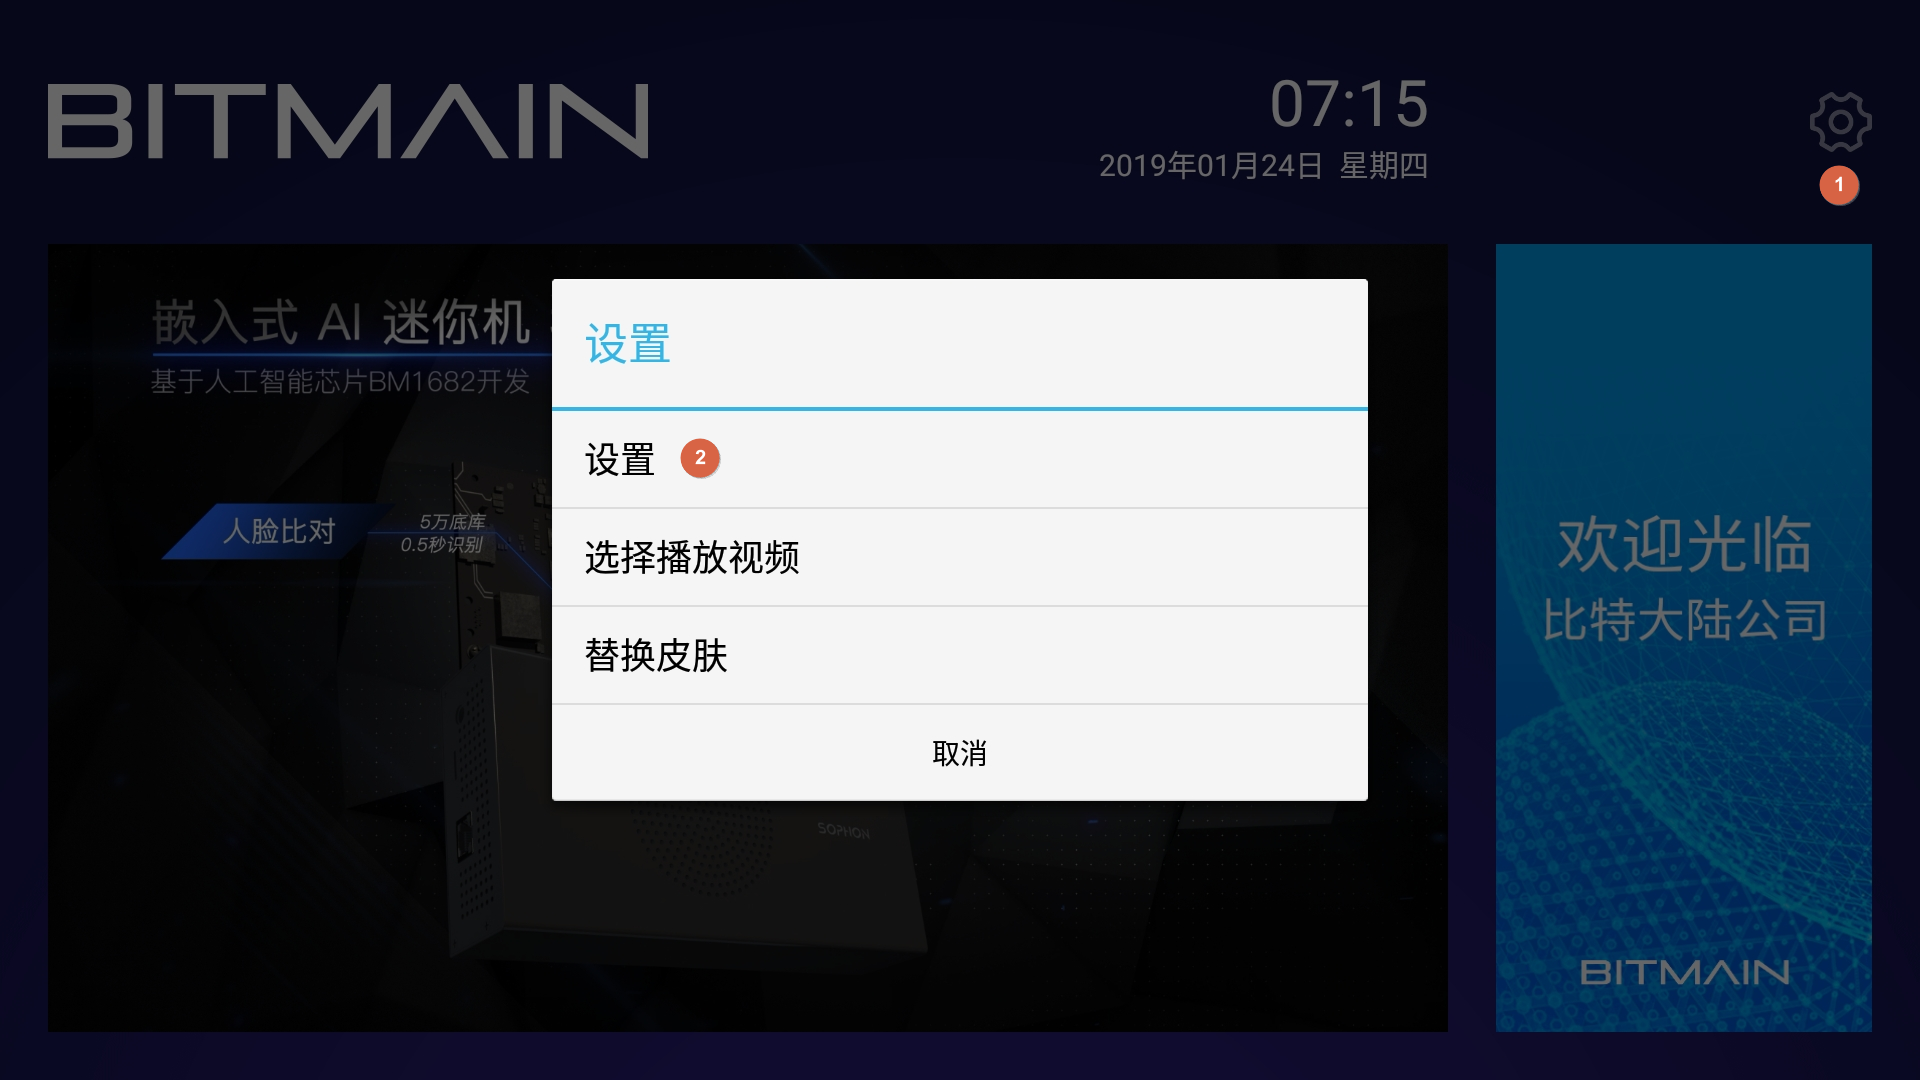 BITMAIN
07:15
2019年01月24日 星期四
1
嵌入式 AI 迷你机
基于人工智能芯片BM1682开发
人脸比对
5万底库
0.5秒识别
SOPHON
设置
设置 2
选择播放视频
替换皮肤
取消
欢迎光临
比特大陆公司
BITMAIN